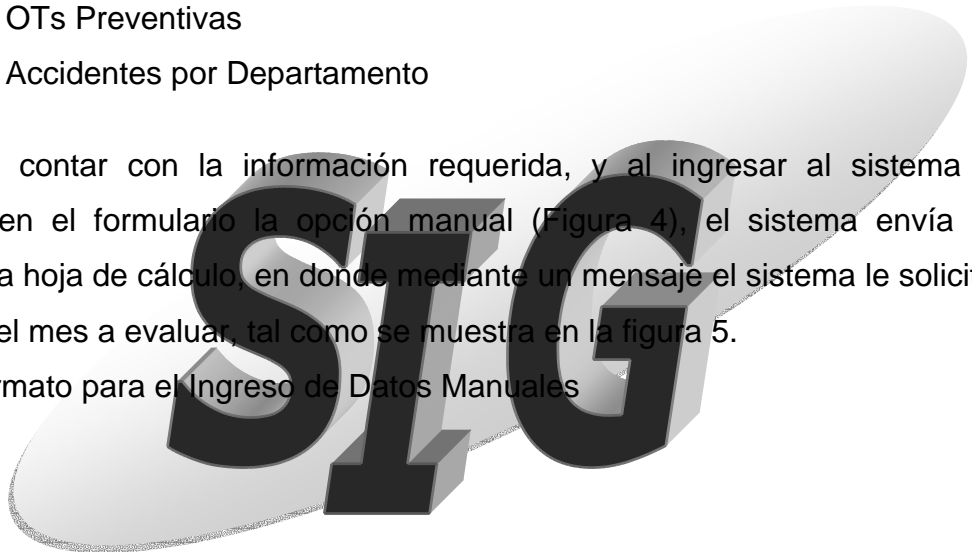 OTs Preventivas
Accidentes por Departamento
contar con la información requerida, y al ingresar al sistema
en el formulario la opción manual (Figura 4), el sistema envía
a hoja de cálculo, en donde mediante un mensaje el sistema le solicit
el mes a evaluar, tal como se muestra en la figura 5.
rmato para el Ingreso de Datos Manuales
SIG